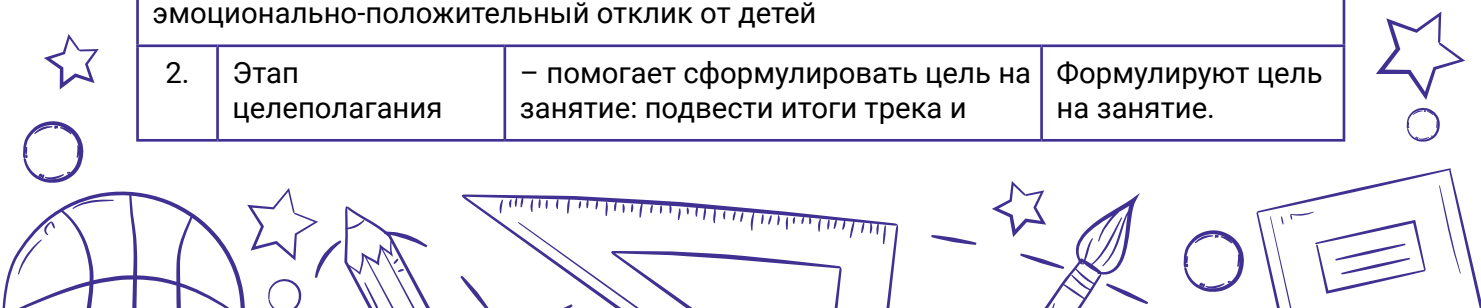 эмоционально-положительный отклик от детей
2.
Этап
целеполагания
– помогает сформулировать цель на
занятие: подвести итоги трека и
Формулируют цель
на занятие.